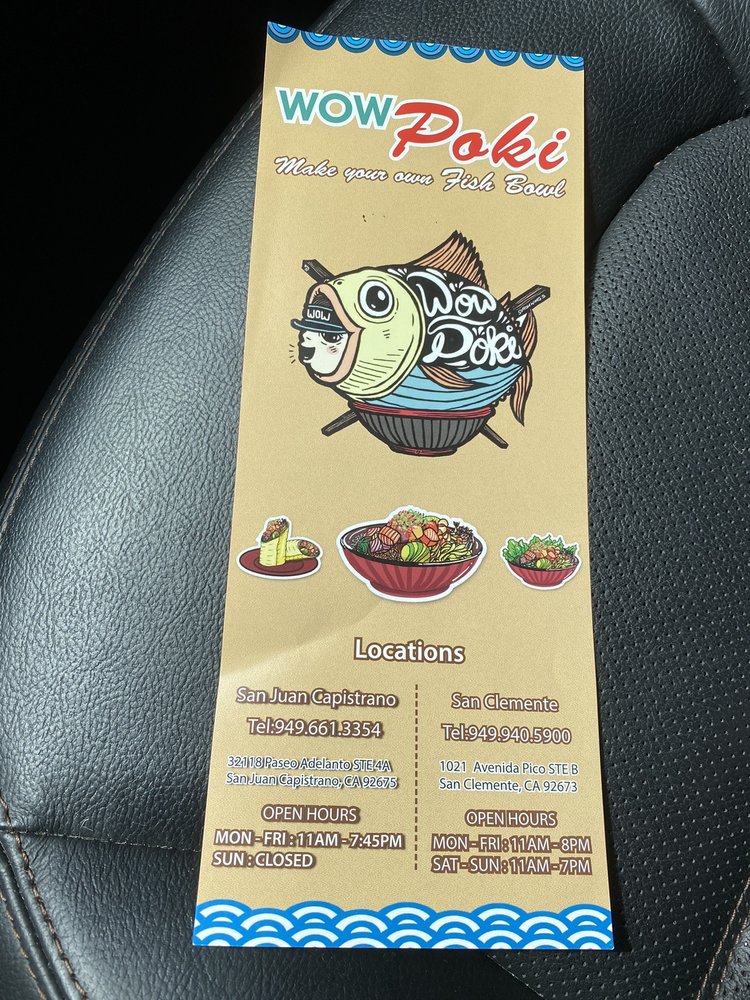 WOW Poki
Make your own Fish Bowl
WOW
Wow
Poki
Locations
San Juan Capistrano
Tel:949.661.3354
32118 Paseo Adelanto STE 4A
San Juan Capistrano, CA 92675
OPEN HOURS
MON - FRI : 11AM - 7:45PM
SUN : CLOSED
San Clemente
Tel:949.940.5900
1021 Avenida Pico STE B
San Clemente, CA 92673
OPEN HOURS
MON - FRI : 11AM - 8PM
SAT - SUN : 11AM - 7PM